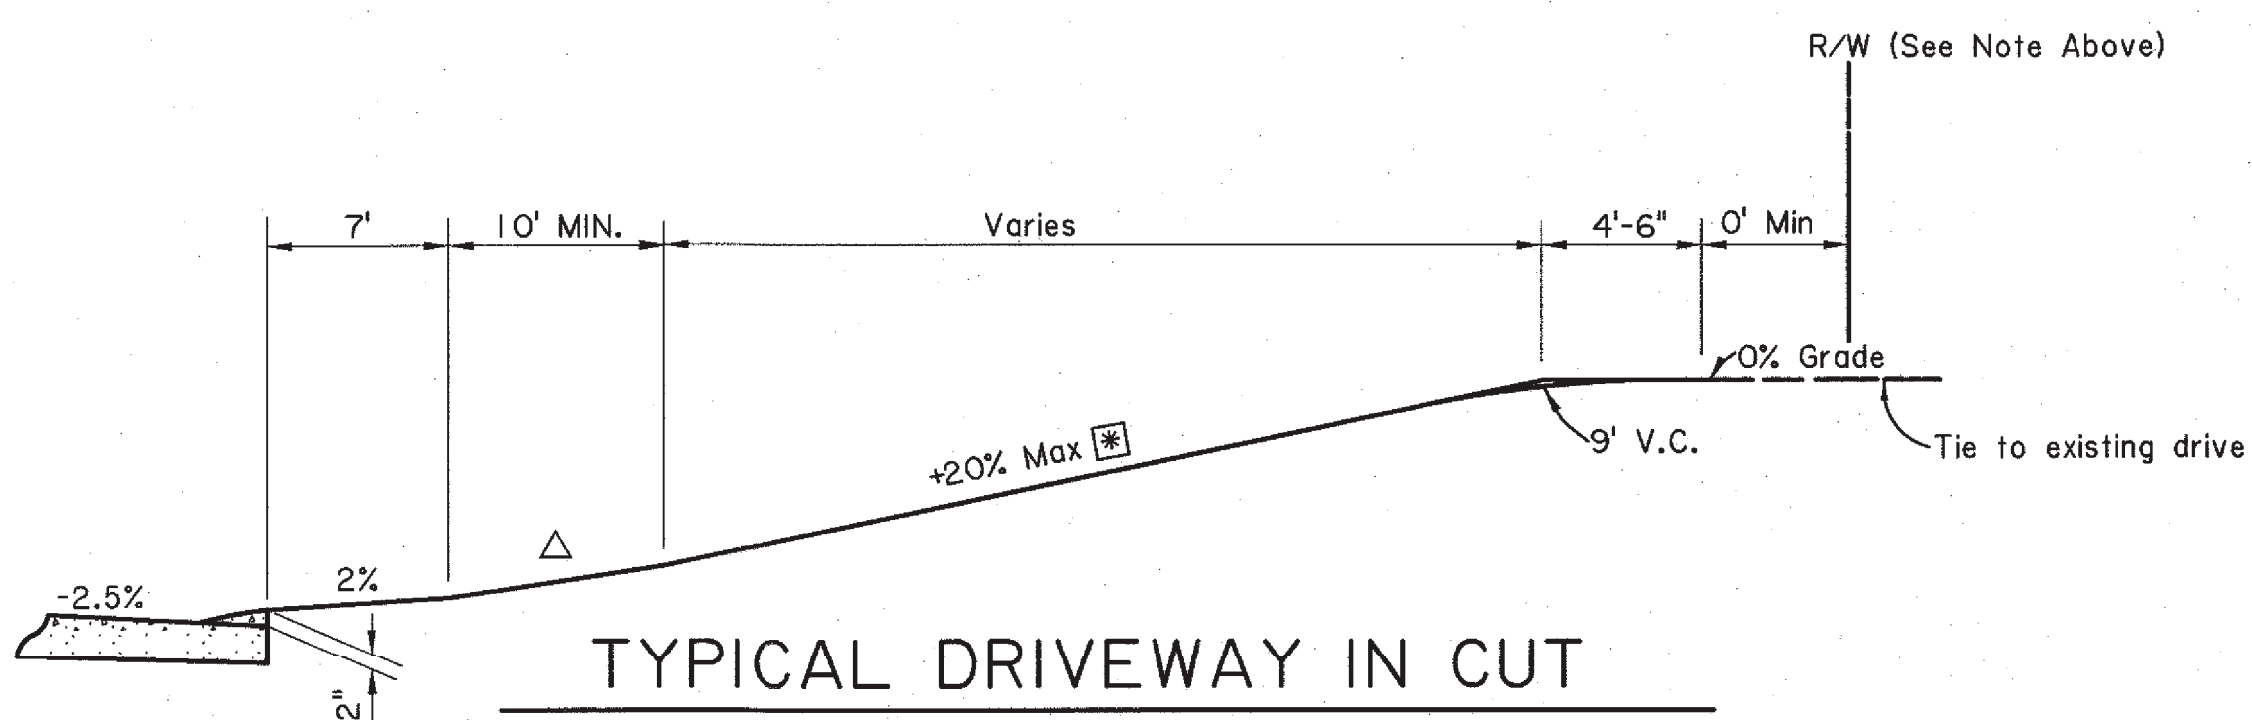 R/W (See Note Above)
7'
10' MIN.
Varies
4'-6"
0' Min
0% Grade
9' V.C.
Tie to existing drive
+20% Max *
2%
-2.5%
2"
TYPICAL DRIVEWAY IN CUT